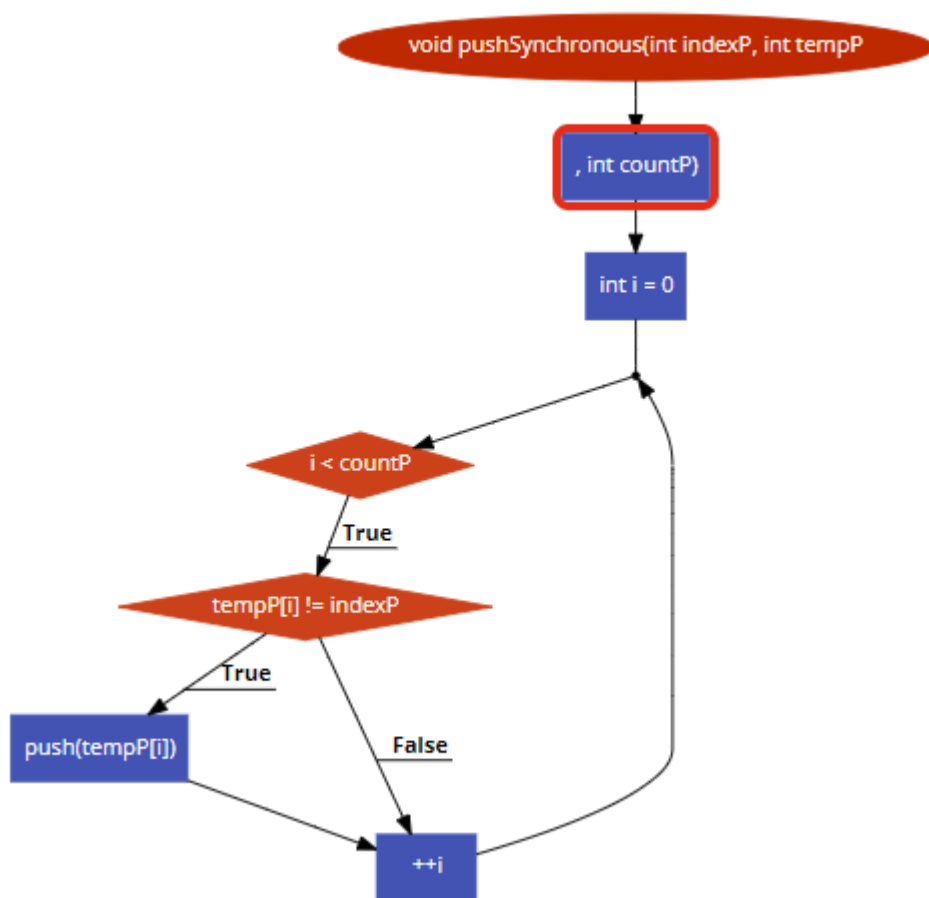 void pushSynchronous(int indexP, int tempP
, int countP)
int i = 0
i < countP
True
tempP[i] != indexP
True
push(tempP[i])
False
++i